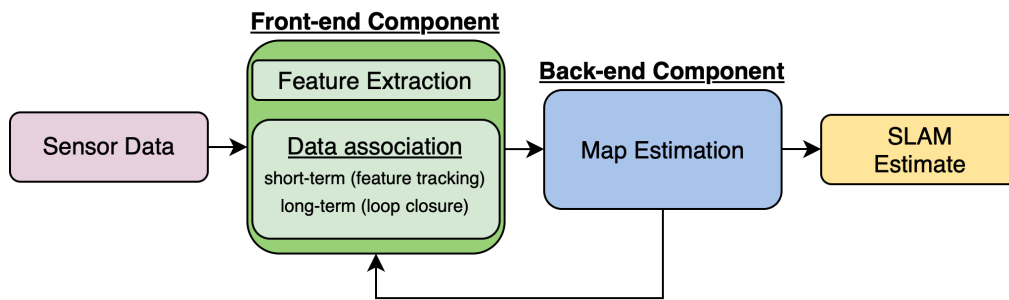 Front-end Component
Feature Extraction
Data association
short-term (feature tracking)
long-term (loop closure)
Back-end Component
Map Estimation
Sensor Data
SLAM
Estimate